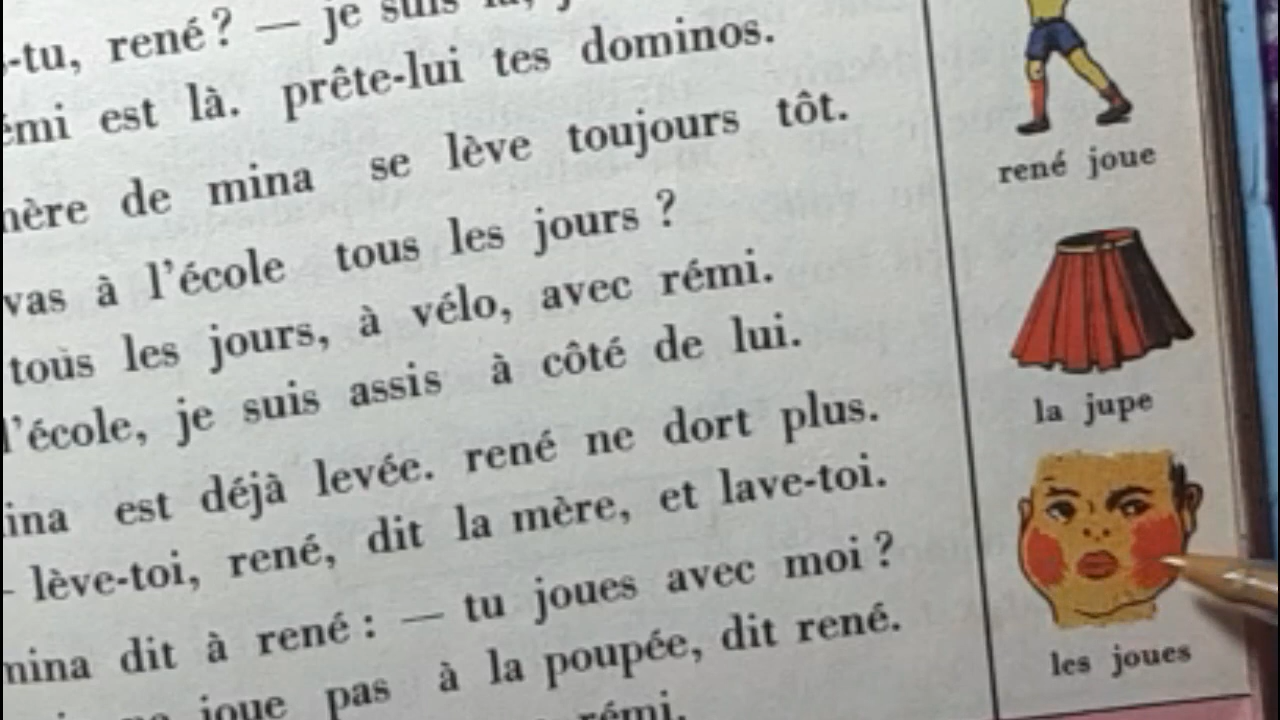 -tu, rené? — je suis là,
émi est là. prête-lui tes dominos.
mère de mina se lève toujours tôt.
vas à l'école tous les jours ?
tous les jours, à vélo, avec rémi.
l'école, je suis assis à côté de lui.
ina est déjà levée. rené ne dort plus.
- lève-toi, rené, dit la mère, et lave-toi.
mina dit à rené : — tu joues avec moi ?
joue pas à la poupée, dit rené.
rémi.
rené joue
la jupe
les joues